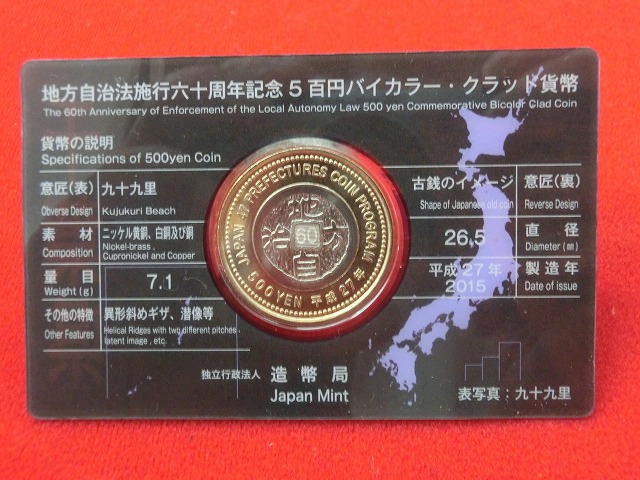 地方自治法施行六十周年記念5百円バイカラー・クラッド貨幣
The 60th Anniversary of Enforcement of the Local Autonomy Law 500 yen Commemorative Bicolor Clad Coin
貨幣の説明
Specifications of 500yen Coin
意匠(表) 九十九里
Obverse Design Kujukuri Beach
素材 ニッケル黄銅、白銅及び銅
Composition Nickel-brass, Cupronickel and Copper
量目 7.1
Weight(g)
その他の特徴 異形斜めギザ、潜像等
Other Features Helical Ridges with two different pitches, latent image, etc.
JAPAN 47 PREFECTURES COIN PROGRAM
地方自治
60
500YEN 平成27年
古銭のイメージ 意匠(裏)
Shape of Japanese old coin Reverse Design
26.5 直径
Diameter(㎜)
平成27年 製造年
2015 Date of issue
独立行政法人 造幣局
Japan Mint
表写真:九十九里